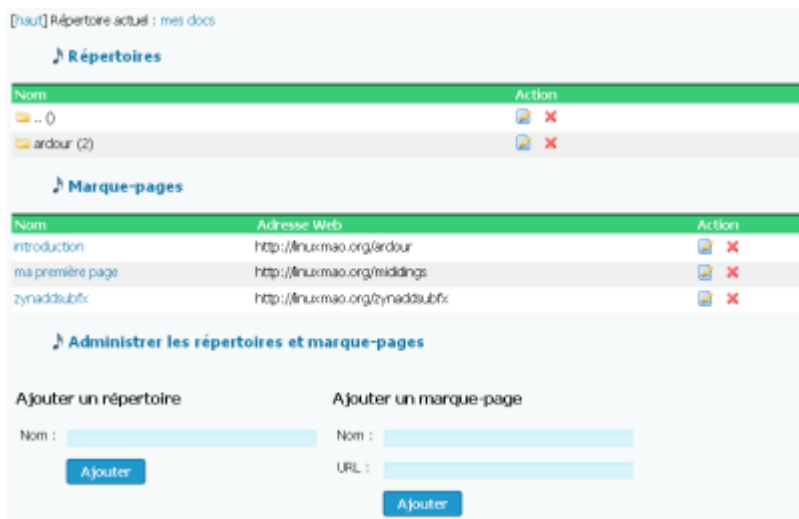 [haut] Répertoire actuel : mes docs
Répertoires
Nom Action
.. ()
ardour (2)
Marque-pages
Nom Adresse Web Action
introduction http://linuxmao.org/ardour
ma première page http://linuxmao.org/mididings
zynaddsubfx http://linuxmao.org/zynaddsubfx
Administrer les répertoires et marque-pages
Ajouter un répertoire Ajouter un marque-page
Nom : Nom :
URL :
Ajouter
Ajouter